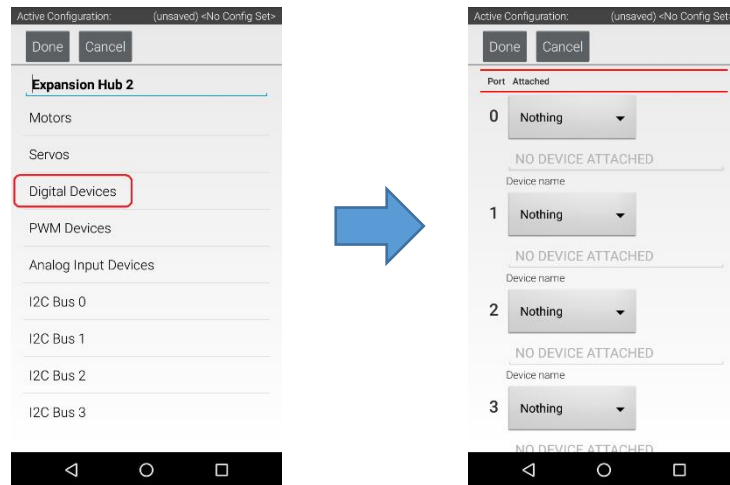 Active Configuration: (unsaved) <No Config Set>
Done Cancel
Expansion Hub 2
Motors
Servos
Digital Devices
PWM Devices
Analog Input Devices
I2C Bus 0
I2C Bus 1
I2C Bus 2
I2C Bus 3
Active Configuration: (unsaved) <No Config Set>
Done Cancel
Port Attached
0 Nothing
NO DEVICE ATTACHED
Device name
1 Nothing
NO DEVICE ATTACHED
Device name
2 Nothing
NO DEVICE ATTACHED
Device name
3 Nothing
NO DEVICE ATTACHED